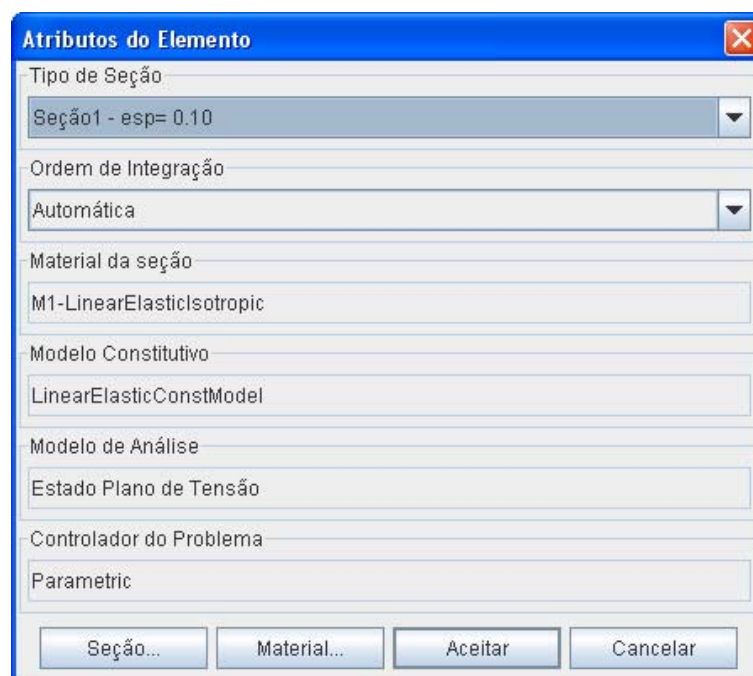 Atributos do Elemento
Tipo de Seção
Seção1 - esp= 0.10
Ordem de Integração
Automática
Material da seção
M1-LinearElasticIsotropic
Modelo Constitutivo
LinearElasticConstModel
Modelo de Análise
Estado Plano de Tensão
Controlador do Problema
Parametric
Seção... Material... Aceitar Cancelar